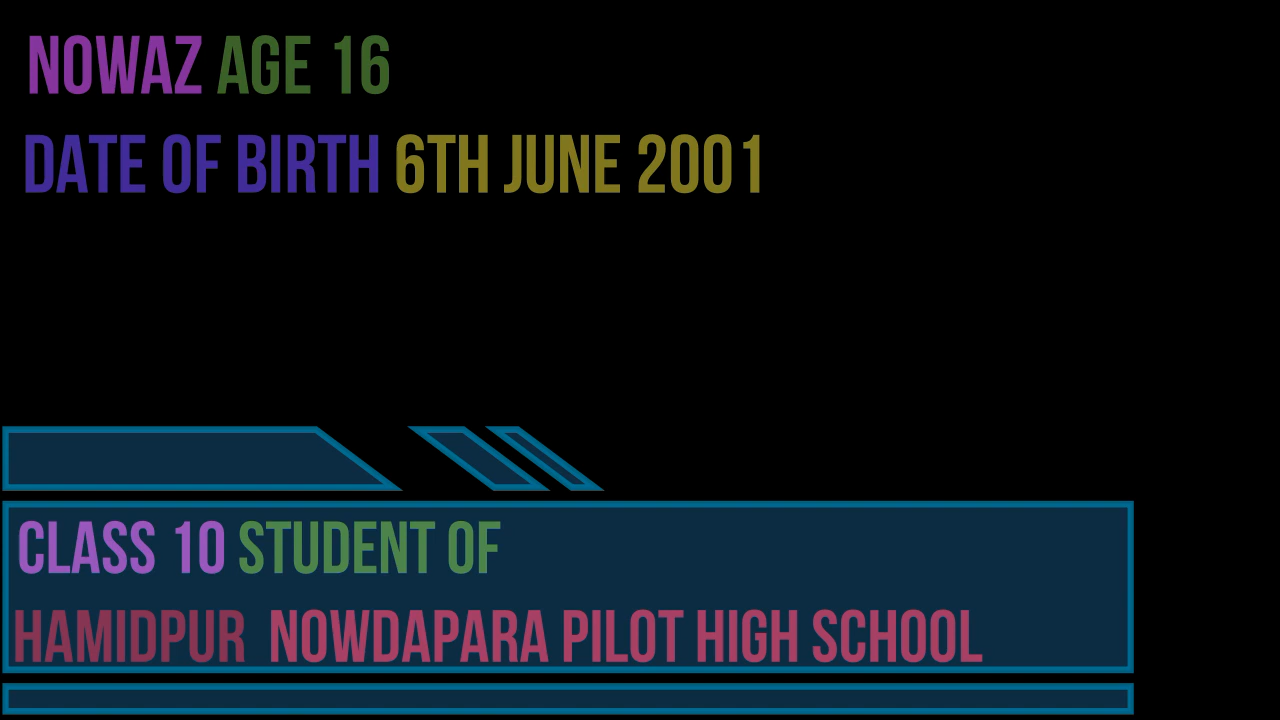 NOWAZ AGE 16
DATE OF BIRTH 6TH JUNE 2001
CLASS 10 STUDENT OF
HAMIDPUR NOWDAPARA PILOT HIGH SCHOOL